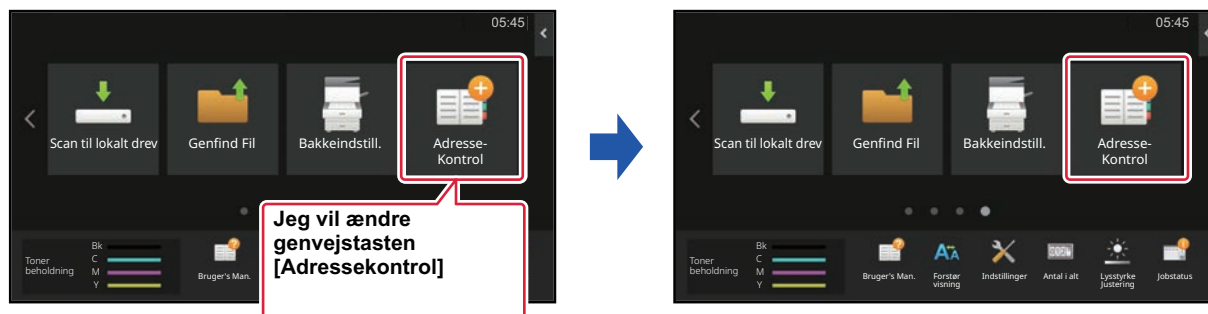 05:45
Scan til lokalt drev
Genfind Fil
Bakkeindstill.
Adresse-
Kontrol
Jeg vil ændre
genvejstasten
[Adressekontrol]
Toner
beholdning
Bk
C
M
Y
Bruger's Man.
05:45
Scan til lokalt drev
Genfind Fil
Bakkeindstill.
Adresse-
Kontrol
Toner
beholdning
Bk
C
M
Y
Bruger's Man.
Forstør
visning
Indstillinger
Antal i alt
Lysstyrke
Justering
Jobstatus